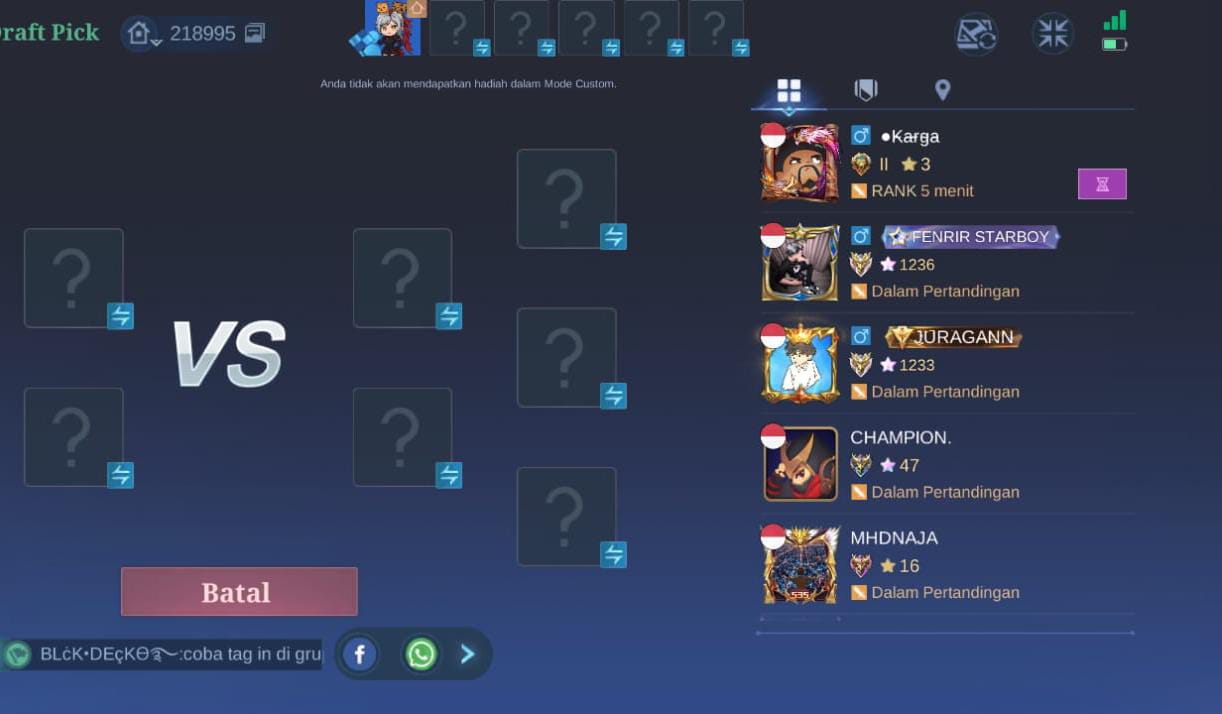 raft Pick
218995
Anda tidak akan mendapatkan hadiah dalam Mode Custom.
●Karga
II 3
RANK 5 menit
FENRIR STARBOY
1236
Dalam Pertandingan
JURAGANN
1233
Dalam Pertandingan
CHAMPION.
47
Dalam Pertandingan
MHDNAJA
16
535
Dalam Pertandingan
? ? ? ? ?
?
? ?
VS
?
? ?
?
Batal
BLċK•DEçKϴ࿐:coba tag in di gru